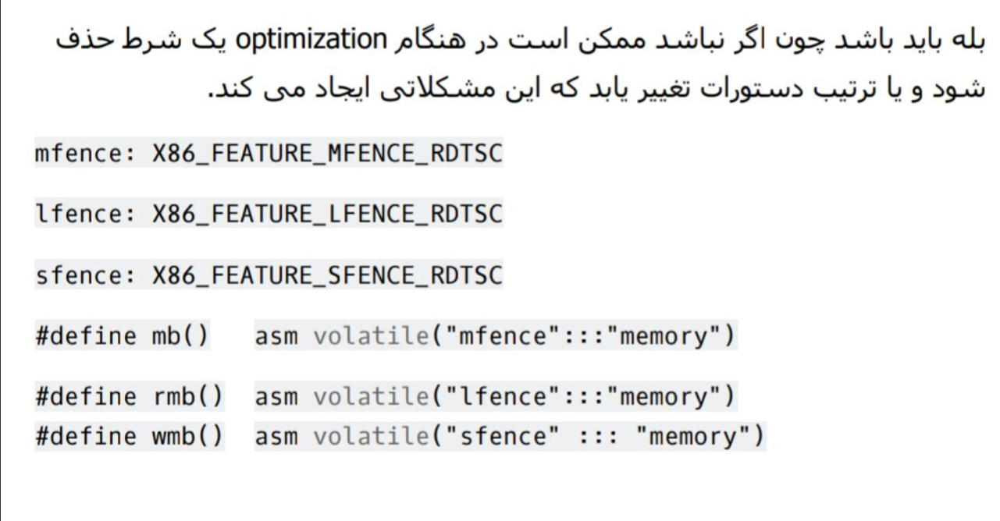 بله باید باشد چون اگر نباشد ممکن است در هنگام optimization یک شرط حذف
شود و یا ترتیب دستورات تغییر یابد که این مشکلاتی ایجاد می کند.
mfence: X86_FEATURE_MFENCE_RDTSC
lfence: X86_FEATURE_LFENCE_RDTSC
sfence: X86_FEATURE_SFENCE_RDTSC
#define mb()   asm volatile("mfence":::"memory")
#define rmb()  asm volatile("lfence":::"memory")
#define wmb()  asm volatile("sfence" ::: "memory")